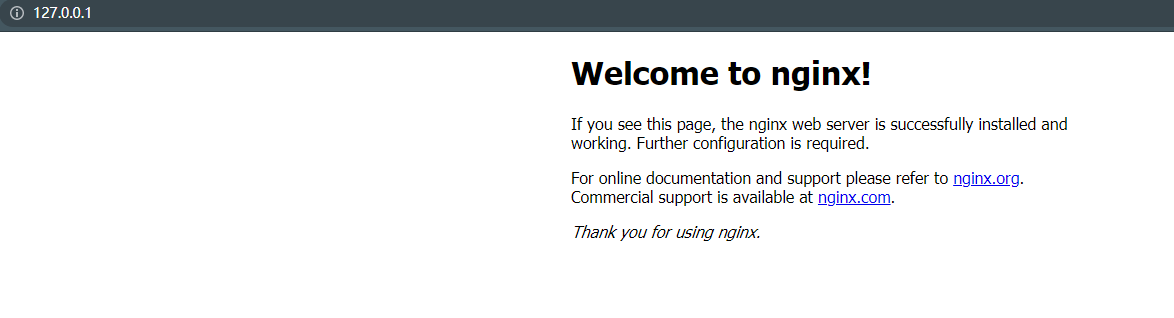 127.0.0.1
Welcome to nginx!
If you see this page, the nginx web server is successfully installed and
working. Further configuration is required.
For online documentation and support please refer to nginx.org.
Commercial support is available at nginx.com.
Thank you for using nginx.